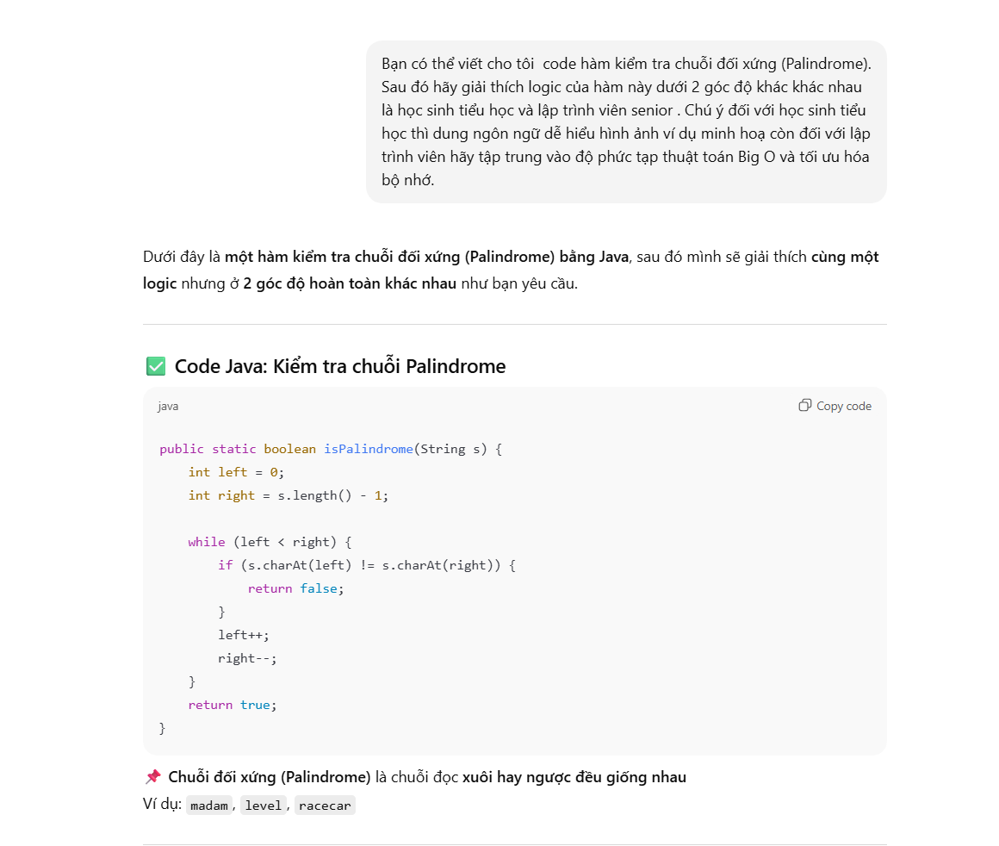 Bạn có thể viết cho tôi  code hàm kiểm tra chuỗi đối xứng (Palindrome).
Sau đó hãy giải thích logic của hàm này dưới 2 góc độ khác khác nhau
là học sinh tiểu học và lập trình viên senior . Chú ý đối với học sinh tiểu
học thì dung ngôn ngữ dễ hiểu hình ảnh ví dụ minh hoạ còn đối với lập
trình viên hãy tập trung vào độ phức tạp thuật toán Big O và tối ưu hóa
bộ nhớ.
Dưới đây là một hàm kiểm tra chuỗi đối xứng (Palindrome) bằng Java, sau đó mình sẽ giải thích cùng một
logic nhưng ở 2 góc độ hoàn toàn khác nhau như bạn yêu cầu.
✅ Code Java: Kiểm tra chuỗi Palindrome
java
Copy code
public static boolean isPalindrome(String s) {
    int left = 0;
    int right = s.length() - 1;
    while (left < right) {
        if (s.charAt(left) != s.charAt(right)) {
            return false;
        }
        left++;
        right--;
    }
    return true;
}
📌 Chuỗi đối xứng (Palindrome) là chuỗi đọc xuôi hay ngược đều giống nhau
Ví dụ: madam, level, racecar